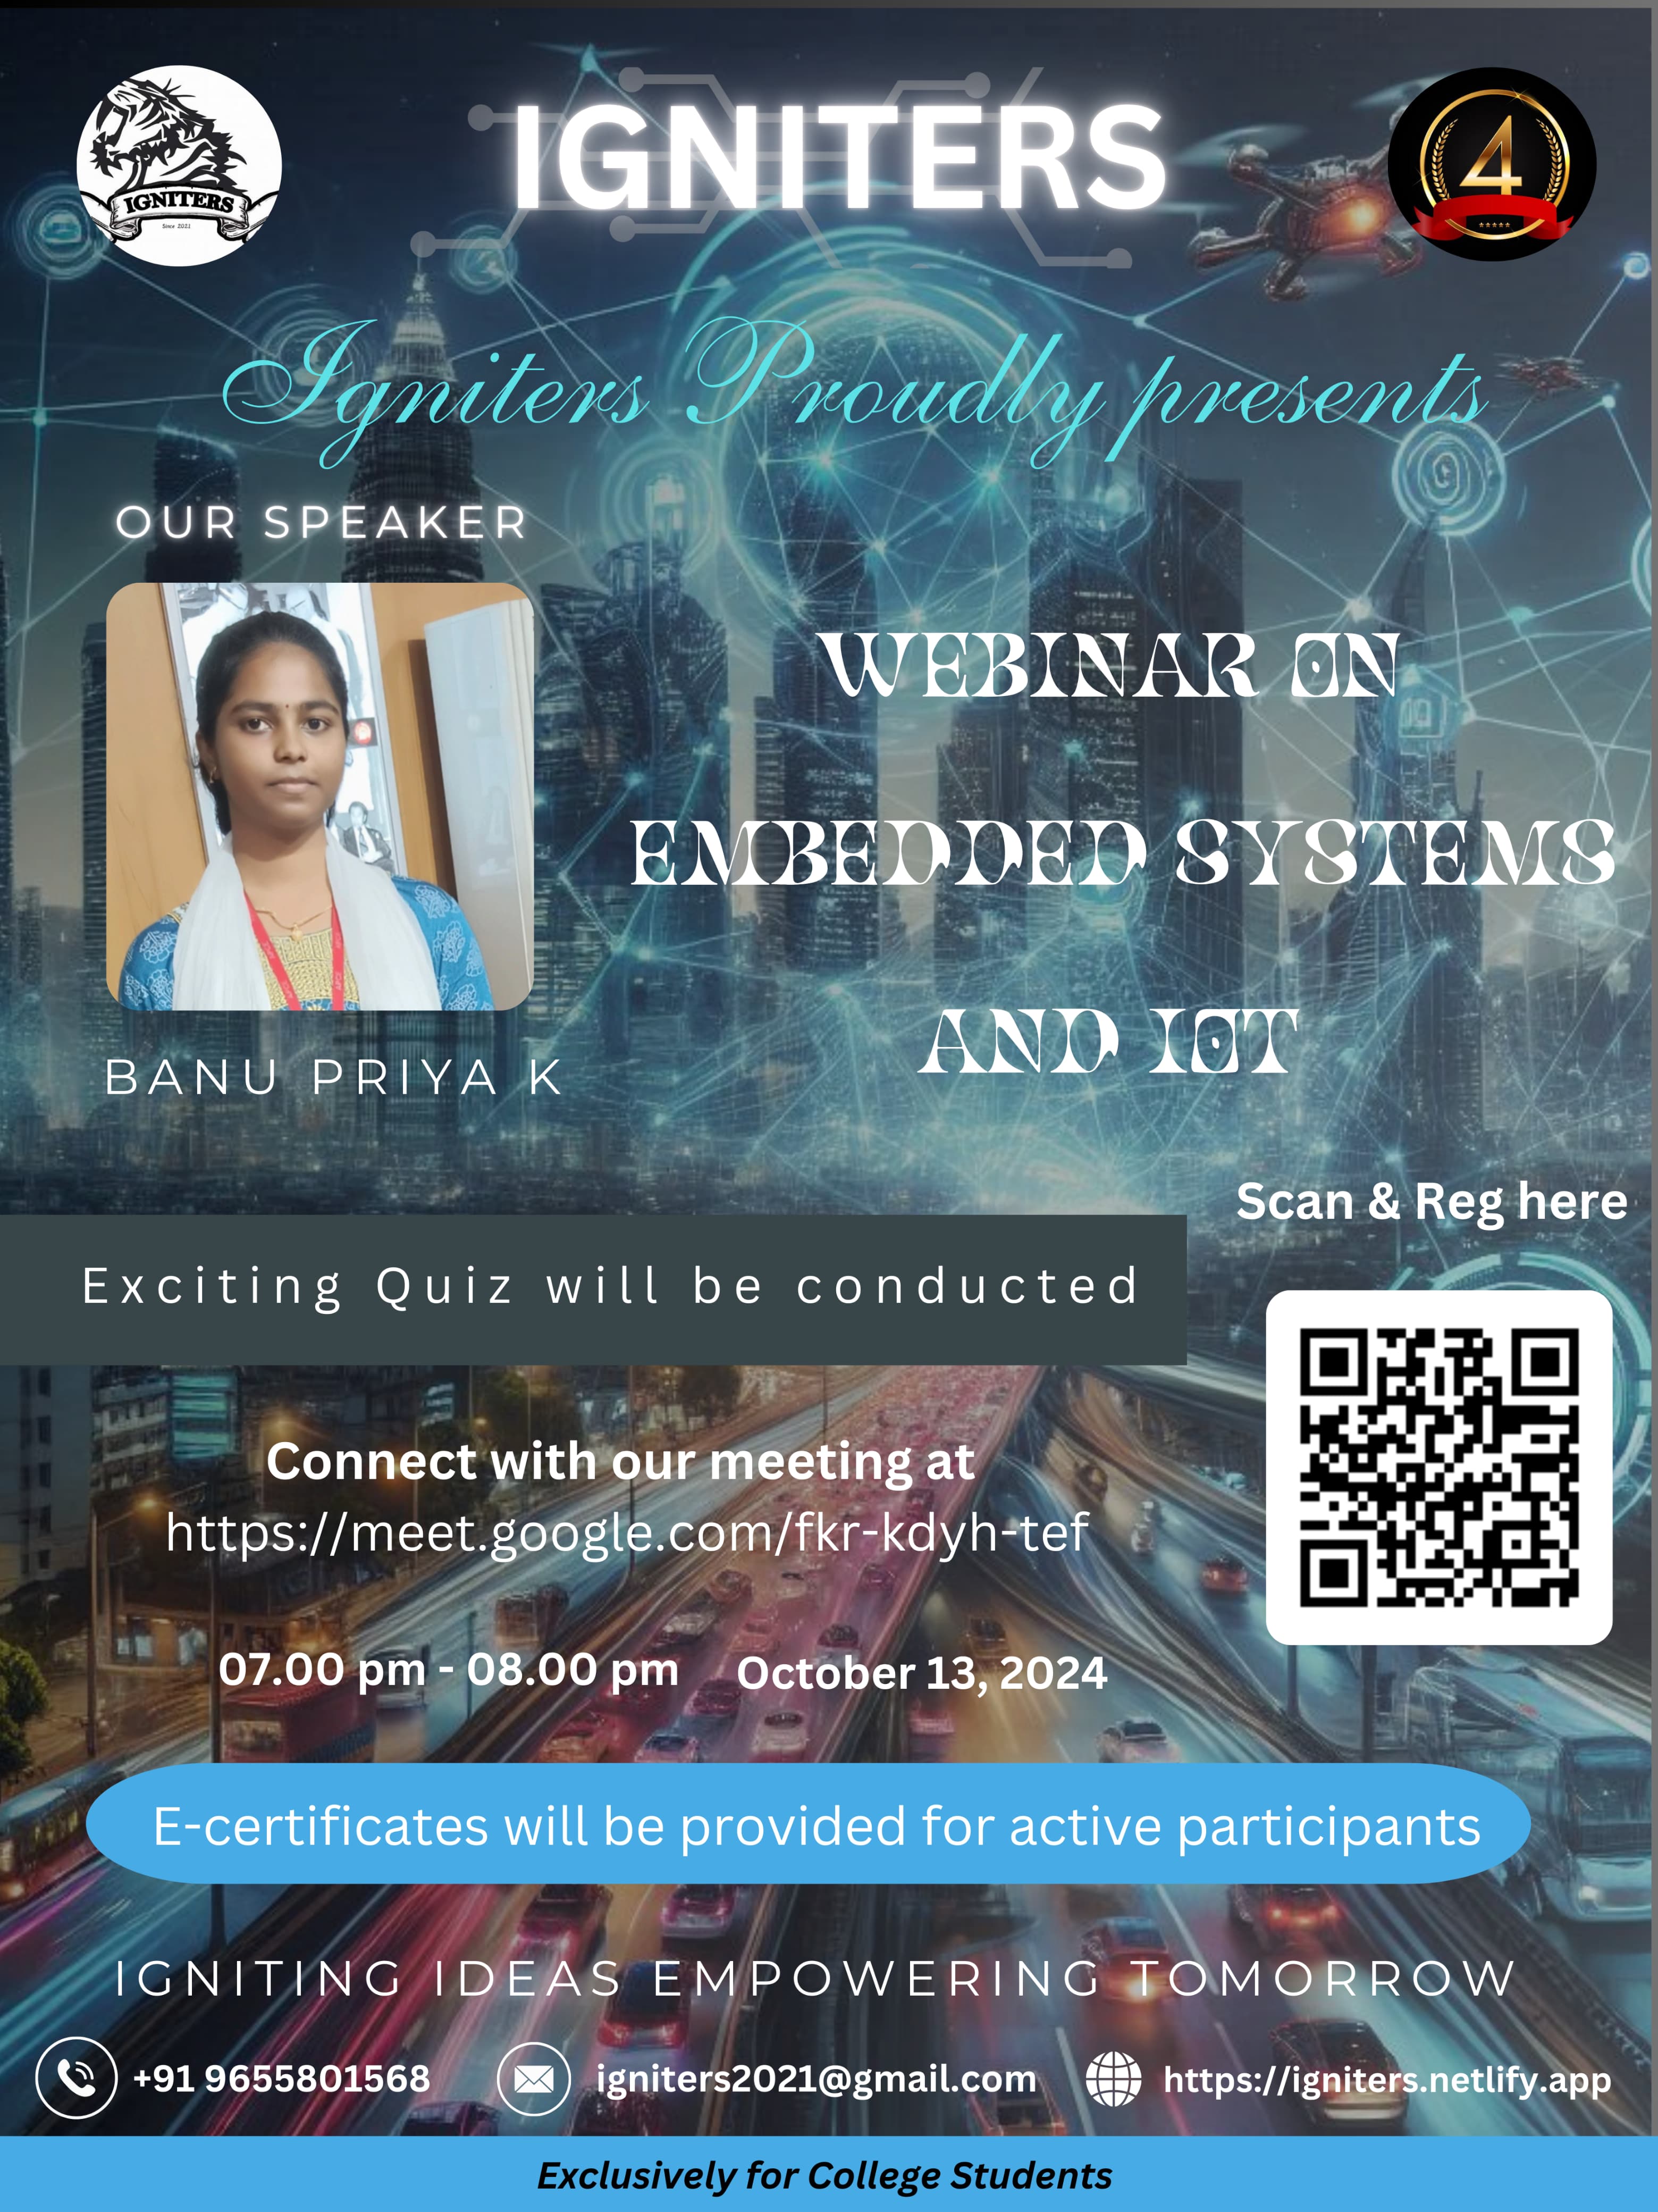 IGNITERS
IGNITERS
Since 2021
4
Igniters Proudly presents
OUR SPEAKER
WEBINAR ON
EMBEDDED SYSTEMS
AND IOT
BANU PRIYA K
Scan & Reg here
Exciting Quiz will be conducted
Connect with our meeting at
https://meet.google.com/fkr-kdyh-tef
07.00 pm - 08.00 pm
October 13, 2024
E-certificates will be provided for active participants
IGNITING IDEAS EMPOWERING TOMORROW
+91 9655801568
igniters2021@gmail.com
https://igniters.netlify.app
Exclusively for College Students